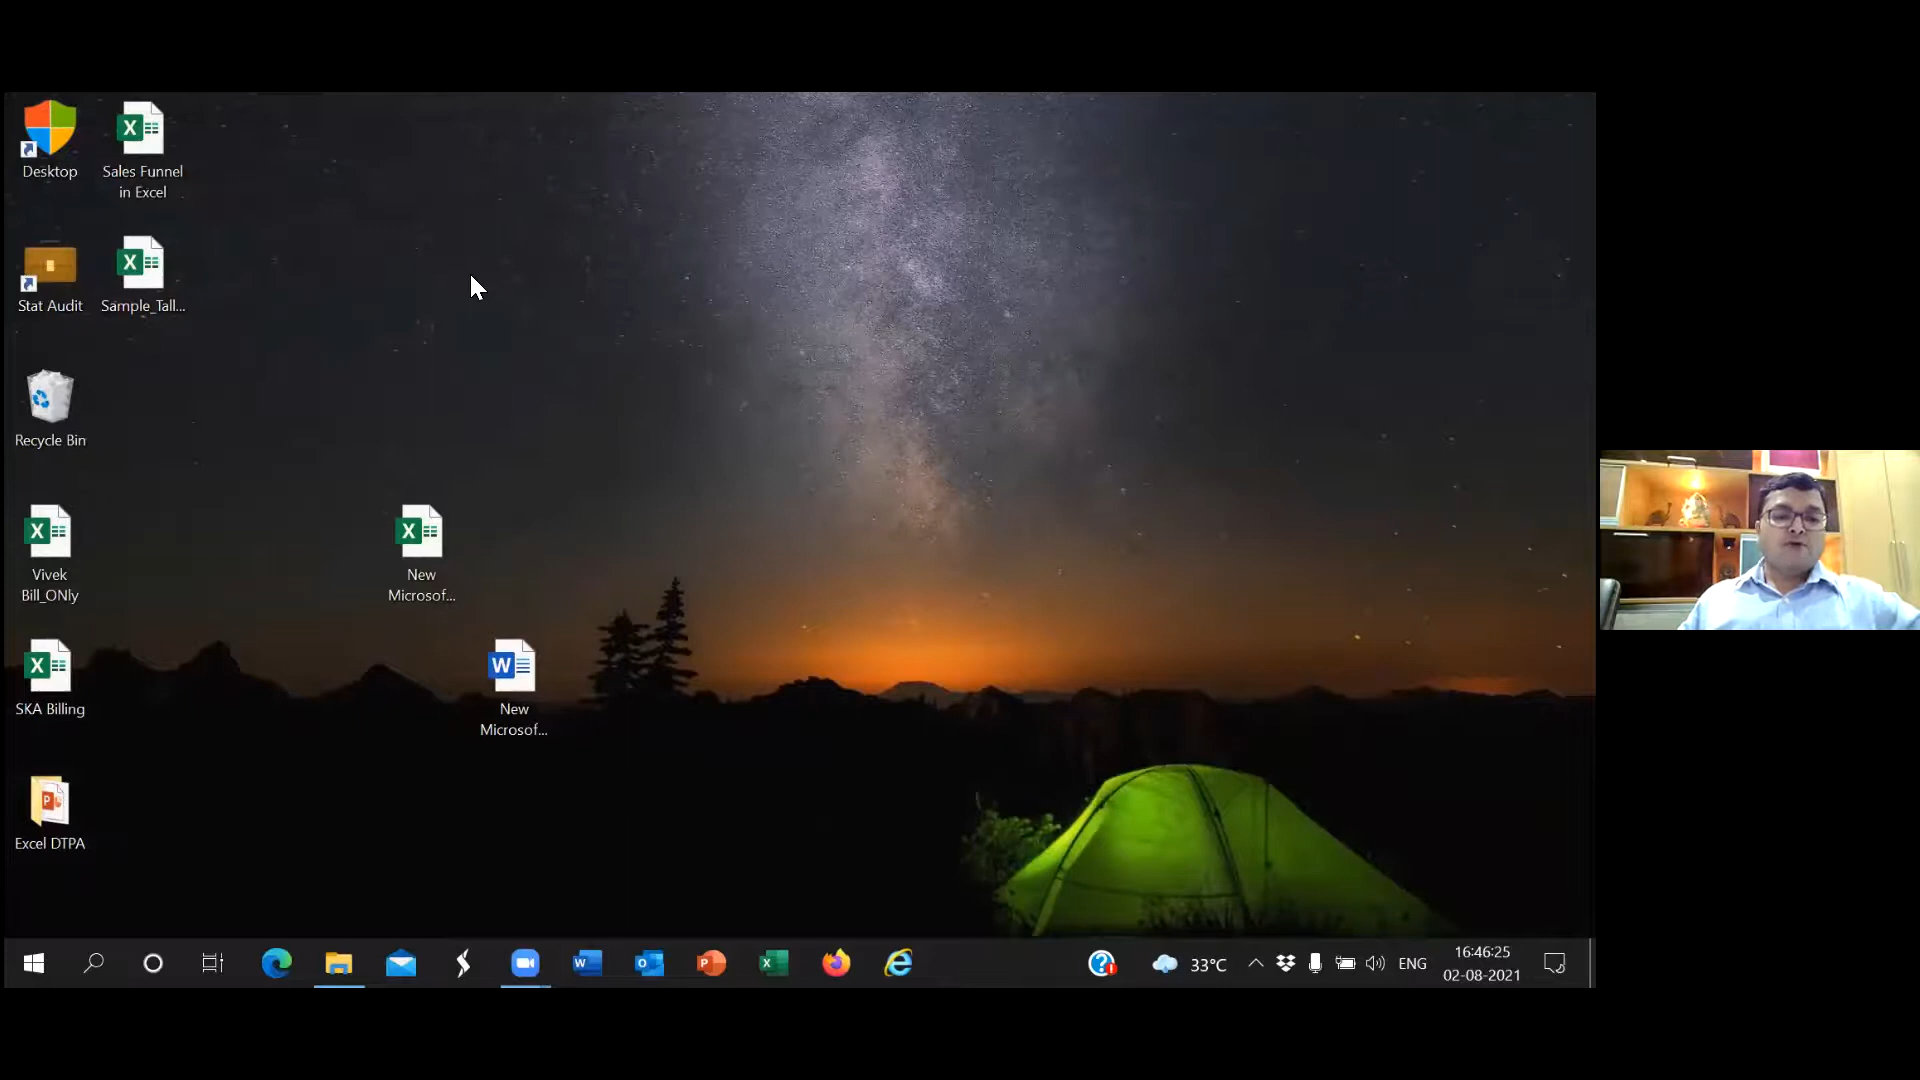 Desktop
Sales Funnel
in Excel
Stat Audit
Sample_Tall...
Recycle Bin
Vivek
Bill_ONly
New
Microsof...
SKA Billing
New
Microsof...
Excel DTPA
33°C
ENG
16:46:25
02-08-2021